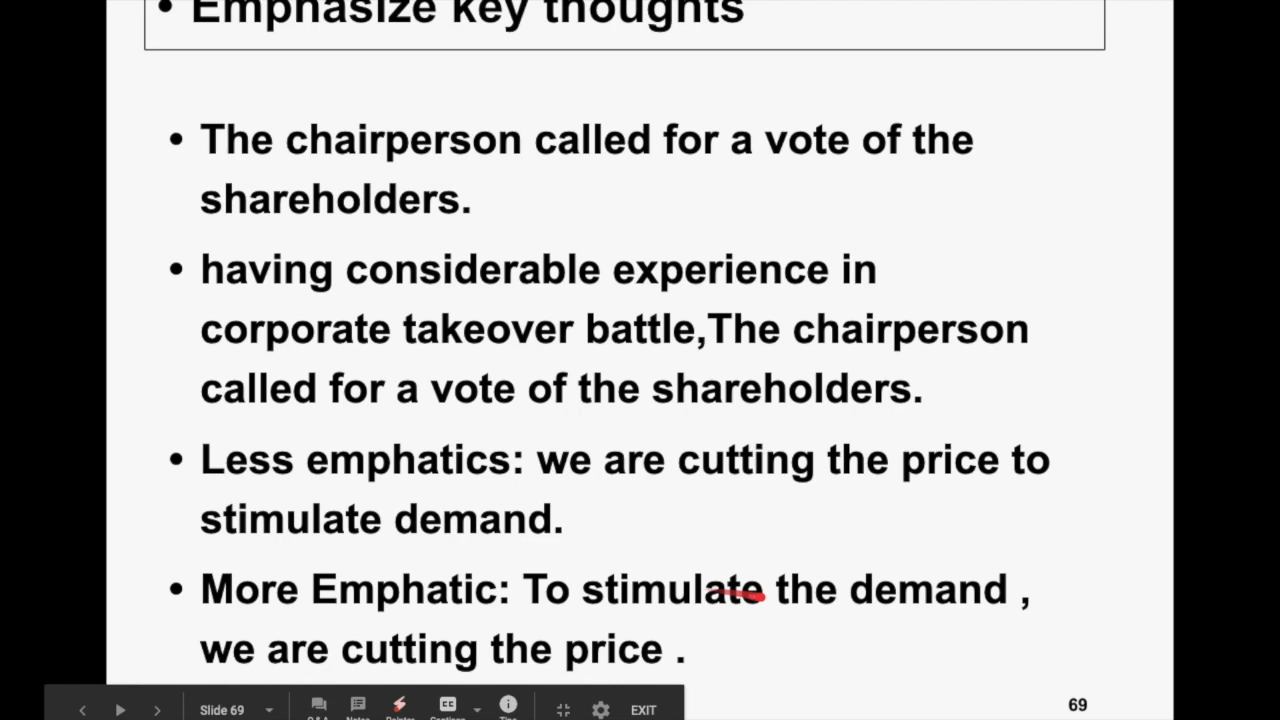 • Emphasize key thoughts
• The chairperson called for a vote of the
shareholders.
• having considerable experience in
corporate takeover battle,The chairperson
called for a vote of the shareholders.
• Less emphatics: we are cutting the price to
stimulate demand.
• More Emphatic: To stimulate the demand ,
we are cutting the price .
69
Slide 69
EXIT